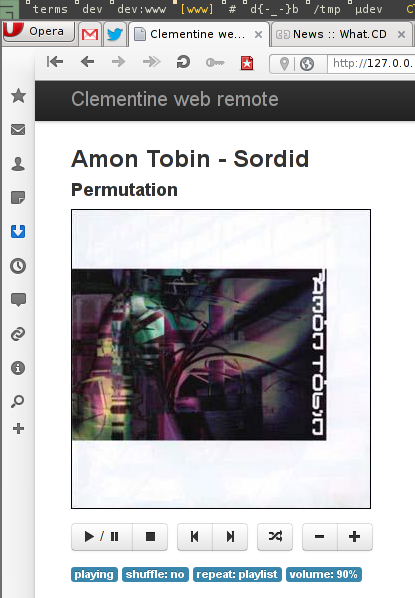 terms dev dev:www [www] # d{-_-}b /tmp µdev
Opera Clementine we... News :: What.CD
http://127.0.0.
Clementine web remote
Amon Tobin - Sordid
Permutation
AMON TOBIN
playing shuffle: no repeat: playlist volume: 90%